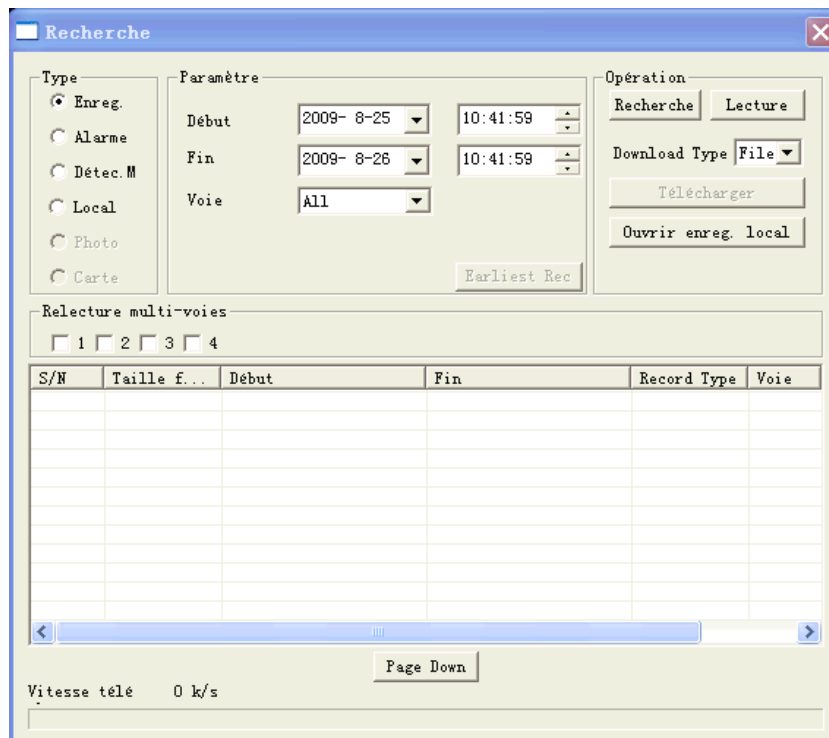 Recherche
Type
Enreg.
Alarme
Détec.M
Local
Photo
Carte
Paramètre
Début 2009- 8-25 10:41:59
Fin 2009- 8-26 10:41:59
Voie All
Earliest Rec
Opération
Recherche Lecture
Download Type File
Télécharger
Ouvrir enreg. local
Relecture multi-voies
1 2 3 4
S/N Taille f... Début Fin Record Type Voie
Page Down
Vitesse télé 0 k/s